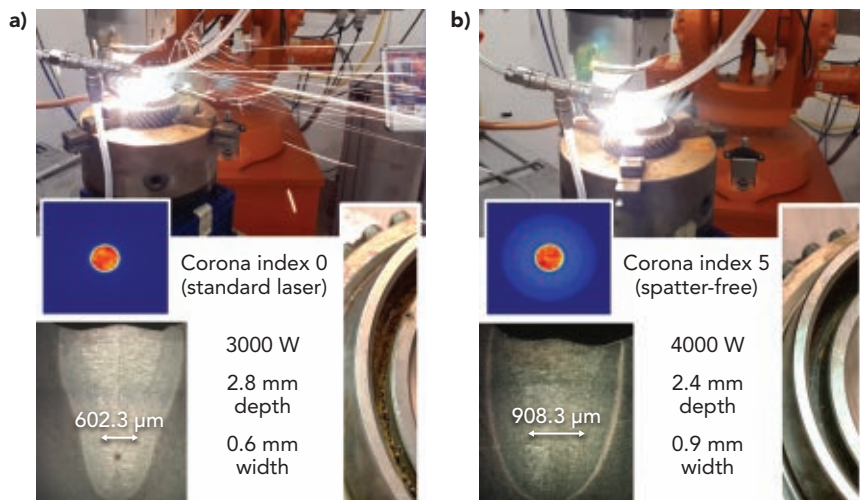 a)
Corona index 0
(standard laser)
3000 W
2.8 mm
depth
0.6 mm
width
602.3 µm
b)
Corona index 5
(spatter-free)
4000 W
2.4 mm
depth
0.9 mm
width
908.3 µm